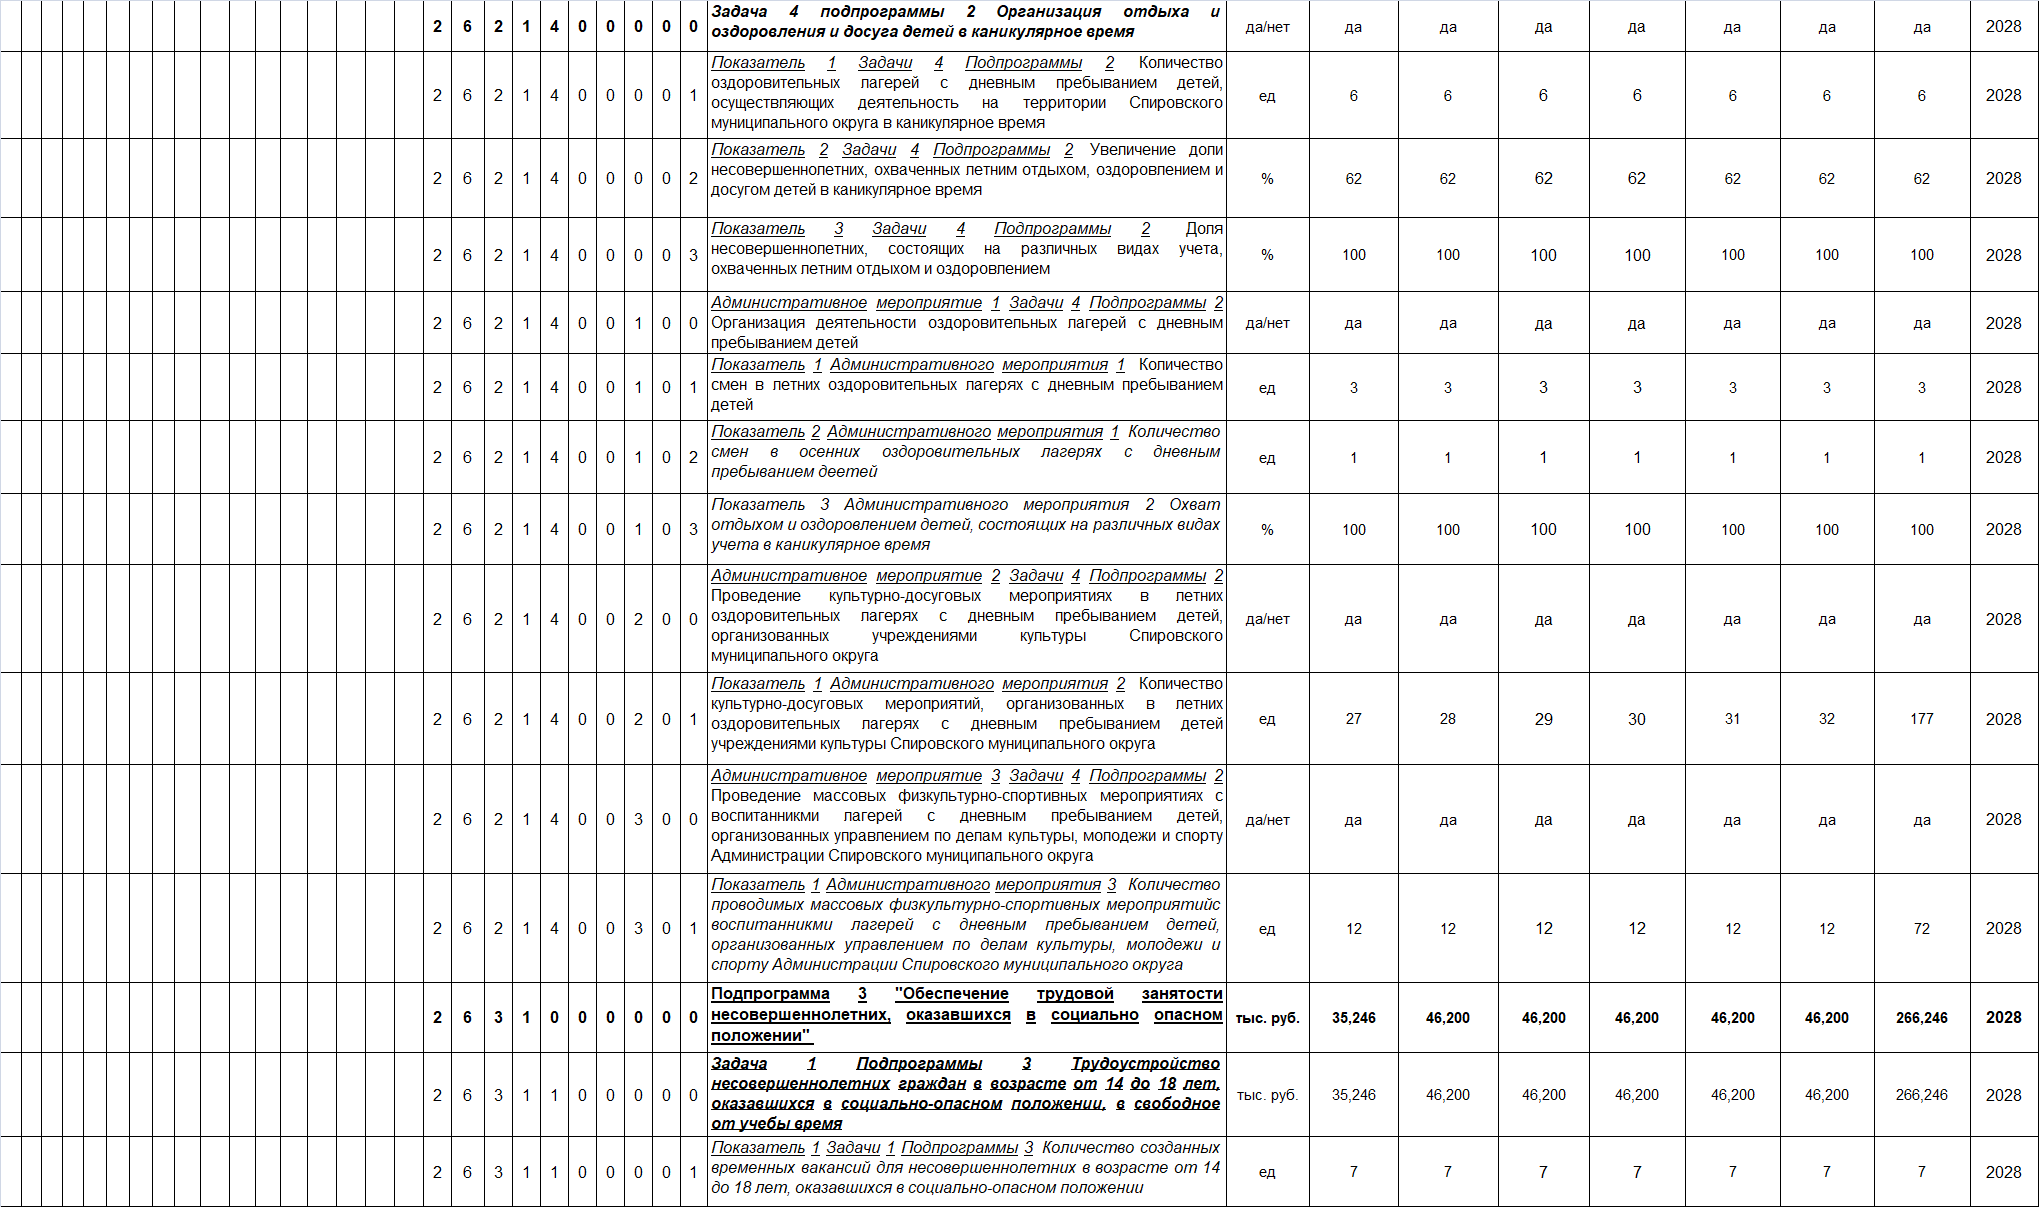 2 6 2 1 4 0 0 0 0 0 Задача 4 подпрограммы 2 Организация отдыха и
оздоровления и досуга детей в каникулярное время да/нет да да да да да да да 2028
Показатель 1 Задачи 4 Подпрограммы 2 Количество
оздоровительных лагерей с дневным пребыванием детей,
осуществляющих деятельность на территории Спировского
муниципального округа в каникулярное время
2 6 2 1 4 0 0 0 0 1 ед 6 6 6 6 6 6 6 2028
Показатель 2 Задачи 4 Подпрограммы 2 Увеличение доли
несовершеннолетних, охваченных летним отдыхом, оздоровлением и
досугом детей в каникулярное время
2 6 2 1 4 0 0 0 0 2 % 62 62 62 62 62 62 62 2028
Показатель 3 Задачи 4 Подпрограммы 2 Доля
несовершеннолетних, состоящих на различных видах учета,
охваченных летним отдыхом и оздоровлением
2 6 2 1 4 0 0 0 0 3 % 100 100 100 100 100 100 100 2028
Административное мероприятие 1 Задачи 4 Подпрограммы 2
Организация деятельности оздоровительных лагерей с дневным
пребыванием детей
2 6 2 1 4 0 0 1 0 0 да/нет да да да да да да да 2028
Показатель 1 Административного мероприятия 1 Количество
смен в летних оздоровительных лагерях с дневным пребыванием
детей
2 6 2 1 4 0 0 1 0 1 ед 3 3 3 3 3 3 3 2028
Показатель 2 Административного мероприятия 1 Количество
смен в осенних оздоровительных лагерях с дневным
пребыванием деетей
2 6 2 1 4 0 0 1 0 2 ед 1 1 1 1 1 1 1 2028
Показатель 3 Административного мероприятия 2 Охват
отдыхом и оздоровлением детей, состоящих на различных видах
учета в каникулярное время
2 6 2 1 4 0 0 1 0 3 % 100 100 100 100 100 100 100 2028
Административное мероприятие 2 Задачи 4 Подпрограммы 2
Проведение культурно-досуговых мероприятиях в летних
оздоровительных лагерях с дневным пребыванием детей,
организованных учреждениями культуры Спировского
муниципального округа
2 6 2 1 4 0 0 2 0 0 да/нет да да да да да да да 2028
Показатель 1 Административного мероприятия 2 Количество
культурно-досуговых мероприятий, организованных в летних
оздоровительных лагерях с дневным пребыванием детей
учреждениями культуры Спировского муниципального округа
2 6 2 1 4 0 0 2 0 1 ед 27 28 29 30 31 32 177 2028
Административное мероприятие 3 Задачи 4 Подпрограммы 2
Проведение массовых физкультурно-спортивных мероприятиях с
воспитанникми лагерей с дневным пребыванием детей,
организованных управлением по делам культуры, молодежи и спорту
Администрации Спировского муниципального округа
2 6 2 1 4 0 0 3 0 0 да/нет да да да да да да да 2028
Показатель 1 Административного мероприятия 3 Количество
проводимых массовых физкультурно-спортивных мероприятийс
воспитанникми лагерей с дневным пребыванием детей,
организованных управлением по делам культуры, молодежи и
спорту Администрации Спировского муниципального округа
2 6 2 1 4 0 0 3 0 1 ед 12 12 12 12 12 12 72 2028
Подпрограмма 3 "Обеспечение трудовой занятости
несовершеннолетних, оказавшихся в социально опасном
положении"
2 6 3 1 0 0 0 0 0 0 тыс. руб. 35,246 46,200 46,200 46,200 46,200 46,200 266,246 2028
Задача 1 Подпрограммы 3 Трудоустройство
несовершеннолетних граждан в возрасте от 14 до 18 лет,
оказавшихся в социально-опасном положении, в свободное
от учебы время
2 6 3 1 1 0 0 0 0 0 тыс. руб. 35,246 46,200 46,200 46,200 46,200 46,200 266,246 2028
Показатель 1 Задачи 1 Подпрограммы 3 Количество созданных
временных вакансий для несовершеннолетних в возрасте от 14
до 18 лет, оказавшихся в социально-опасном положении
2 6 3 1 1 0 0 0 0 1 ед 7 7 7 7 7 7 7 2028